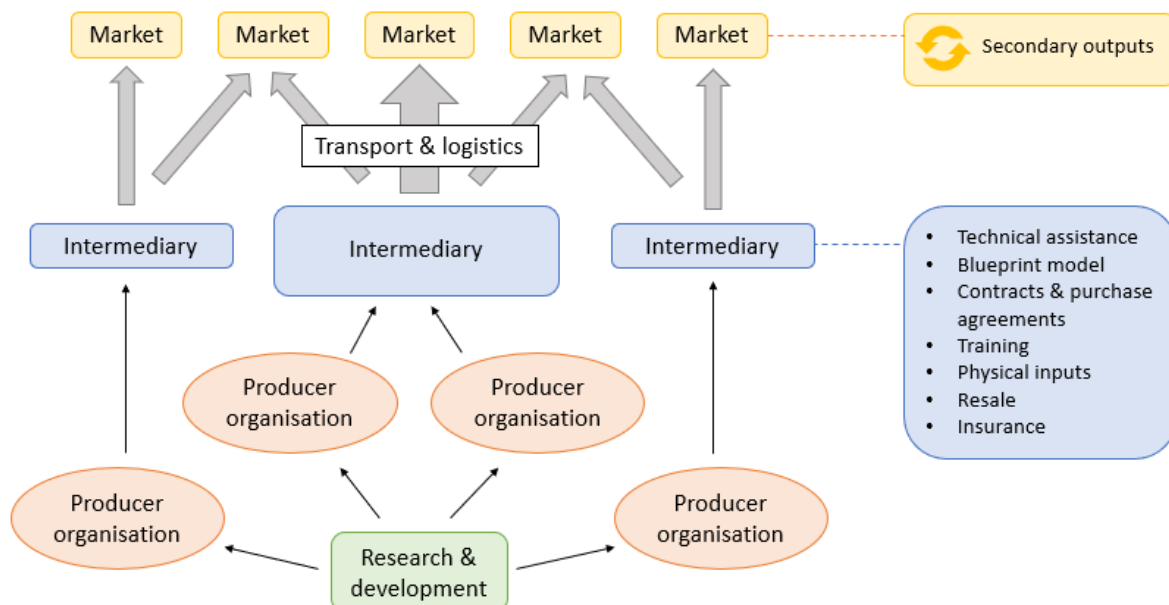 Market
Market
Market
Market
Market
Secondary outputs
Transport & logistics
Intermediary
Intermediary
Intermediary
• Technical assistance
• Blueprint model
• Contracts & purchase
agreements
• Training
• Physical inputs
• Resale
• Insurance
Producer
organisation
Producer
organisation
Producer
organisation
Producer
organisation
Research &
development